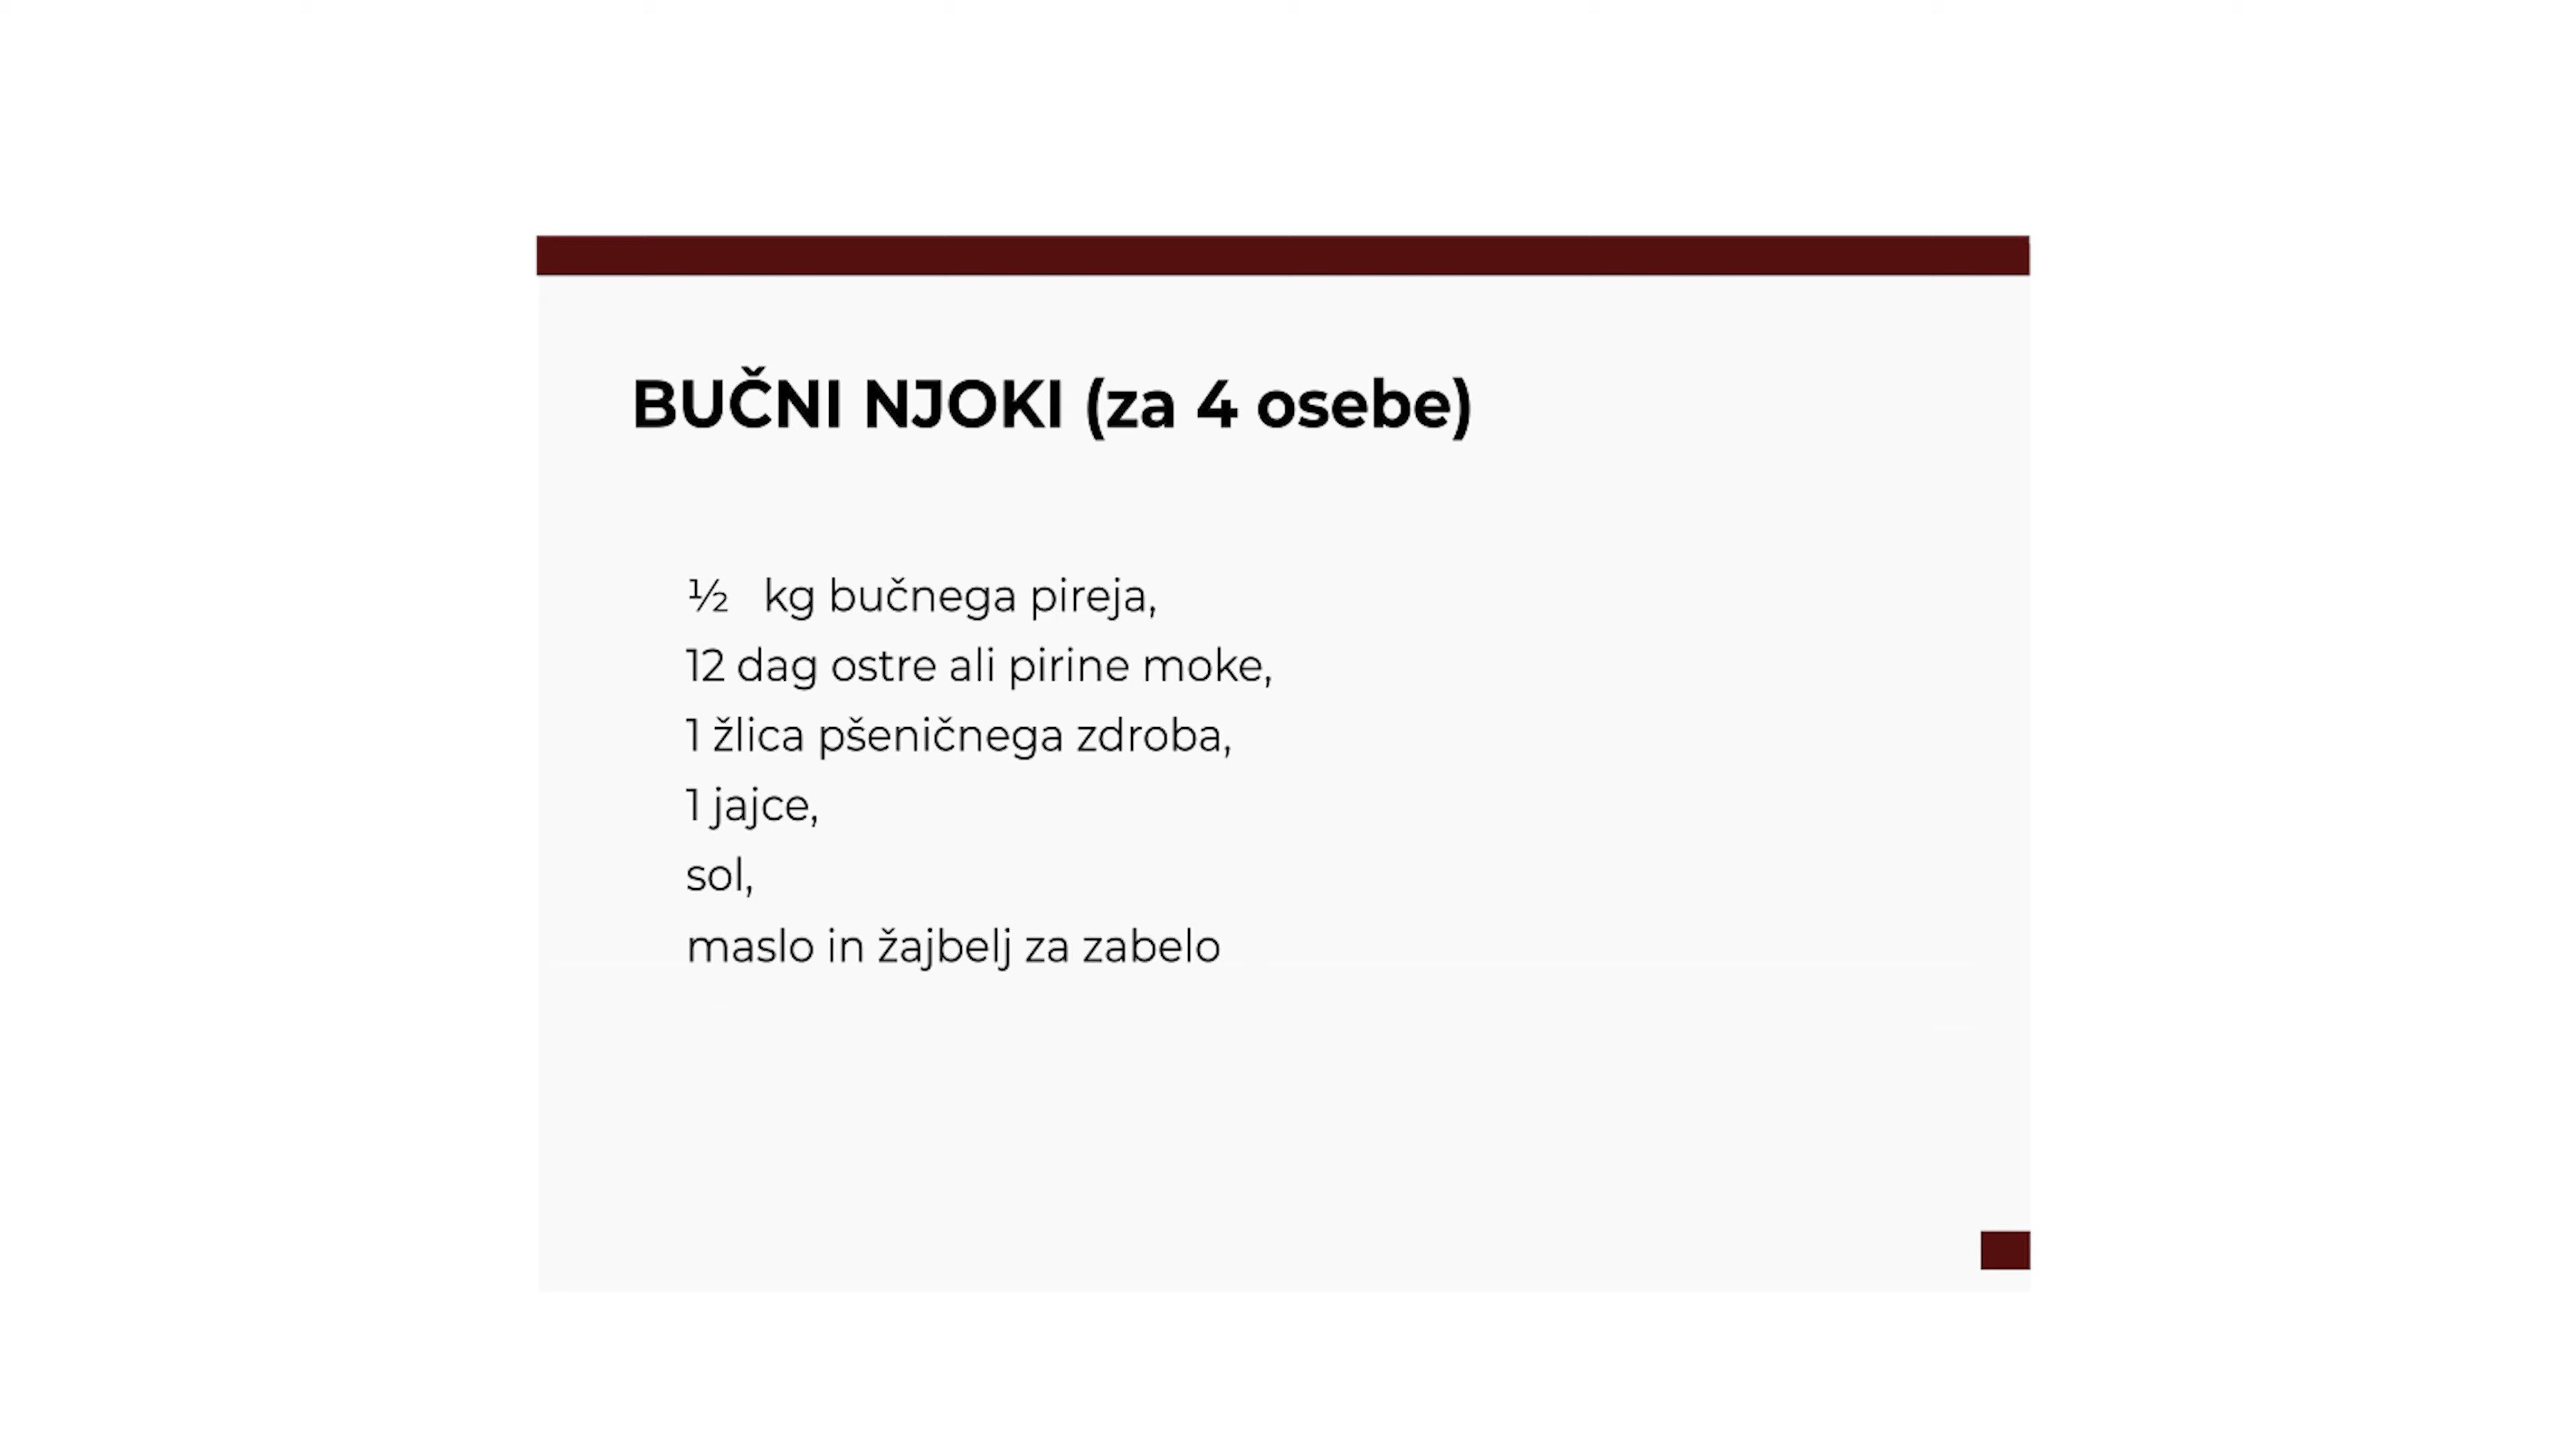 BUČNI NJOKI (za 4 osebe)
½ kg bučnega pireja,
12 dag ostre ali pirine moke,
1 žlica pšeničnega zdroba,
1 jajce,
sol,
maslo in žajbelj za zabelo